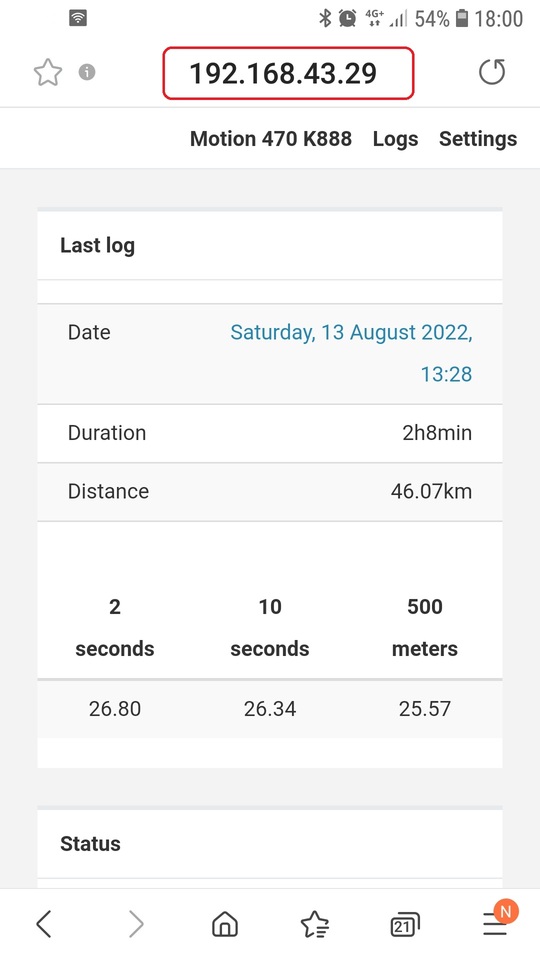 4G+ 54% 18:00
192.168.43.29
Motion 470 K888 Logs Settings
Last log
Date Saturday, 13 August 2022,
13:28
Duration 2h8min
Distance 46.07km
2 10 500
seconds seconds meters
26.80 26.34 25.57
Status
21 N